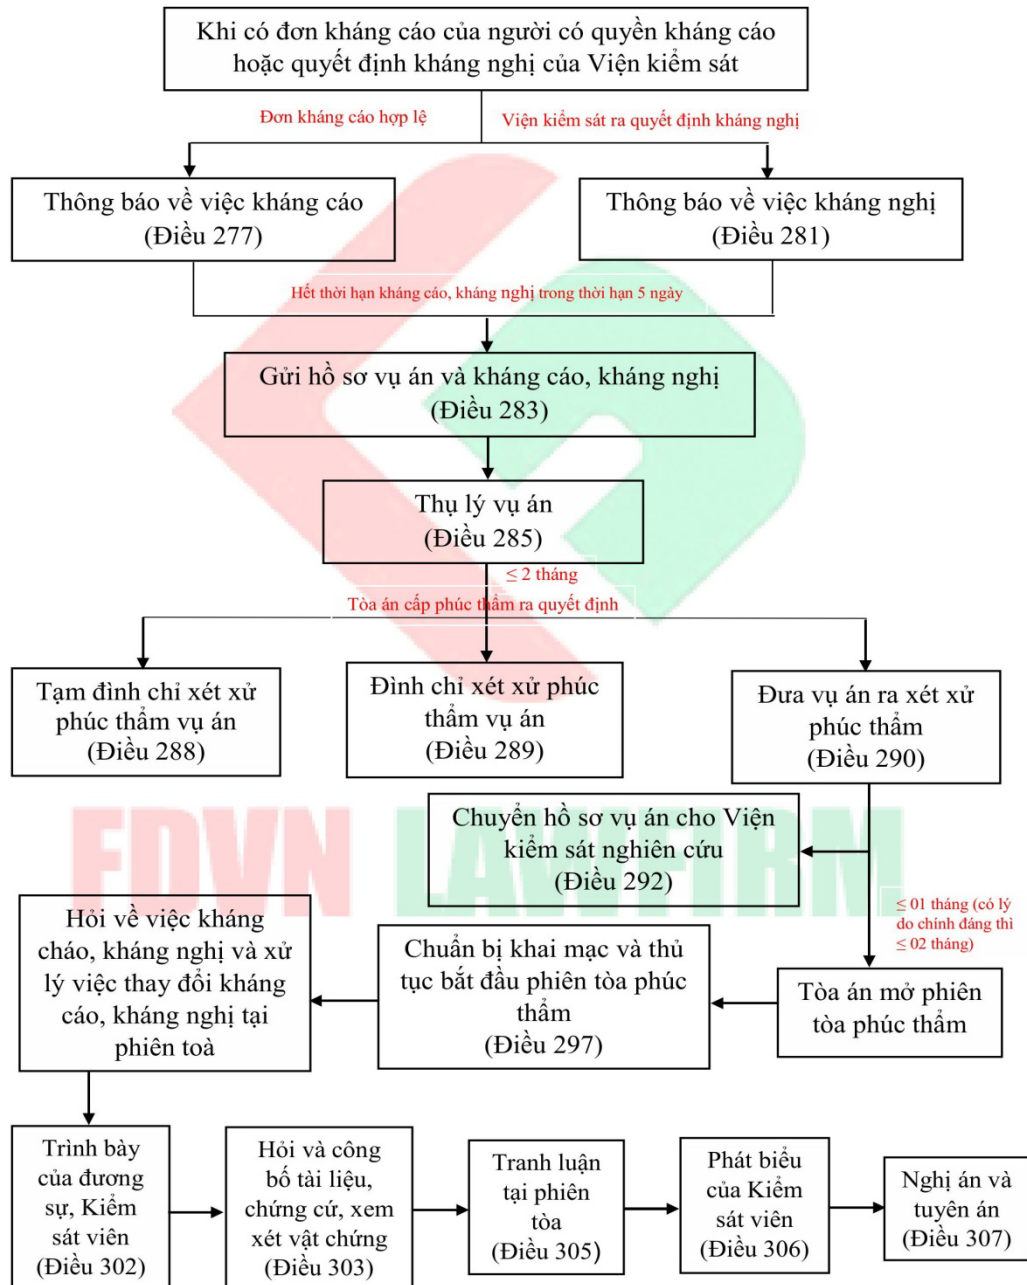 Khi có đơn kháng cáo của người có quyền kháng cáo
hoặc quyết định kháng nghị của Viện kiểm sát
Đơn kháng cáo hợp lệ
Viện kiểm sát ra quyết định kháng nghị
Thông báo về việc kháng cáo
(Điều 277)
Thông báo về việc kháng nghị
(Điều 281)
Hết thời hạn kháng cáo, kháng nghị trong thời hạn 5 ngày
Gửi hồ sơ vụ án và kháng cáo, kháng nghị
(Điều 283)
Thụ lý vụ án
(Điều 285)
≤ 2 tháng
Tòa án cấp phúc thẩm ra quyết định
Tạm đình chỉ xét xử
phúc thẩm vụ án
(Điều 288)
Đình chỉ xét xử phúc
thẩm vụ án
(Điều 289)
Đưa vụ án ra xét xử
phúc thẩm
(Điều 290)
FDVN LAWFIRM
Chuyển hồ sơ vụ án cho Viện
kiểm sát nghiên cứu
(Điều 292)
≤ 01 tháng (có lý
do chính đáng thì
≤ 02 tháng)
Tòa án mở phiên
tòa phúc thẩm
Chuẩn bị khai mạc và thủ
tục bắt đầu phiên tòa phúc
thẩm
(Điều 297)
Hỏi về việc kháng
cháo, kháng nghị và xử
lý việc thay đổi kháng
cáo, kháng nghị tại
phiên toà
Trình bày
của đương
sự, Kiểm
sát viên
(Điều 302)
Hỏi và công
bố tài liệu,
chứng cứ, xem
xét vật chứng
(Điều 303)
Tranh luận
tại phiên
tòa
(Điều 305)
Phát biểu
của Kiểm
sát viên
(Điều 306)
Nghị án và
tuyên án
(Điều 307)